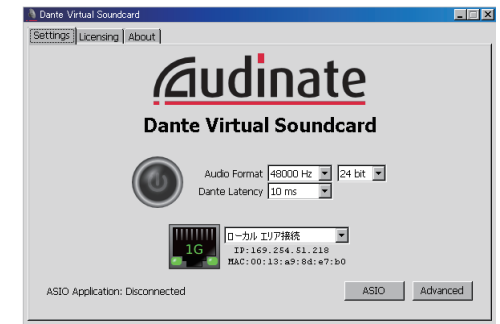 Dante Virtual Soundcard
Settings Licensing About
Audinate
Dante Virtual Soundcard
Audio Format 48000 Hz 24 bit
Dante Latency 10 ms
1G ローカル エリア接続
IP:169.254.51.218
MAC:00:13:a9:8d:e7:b0
ASIO Application: Disconnected ASIO Advanced